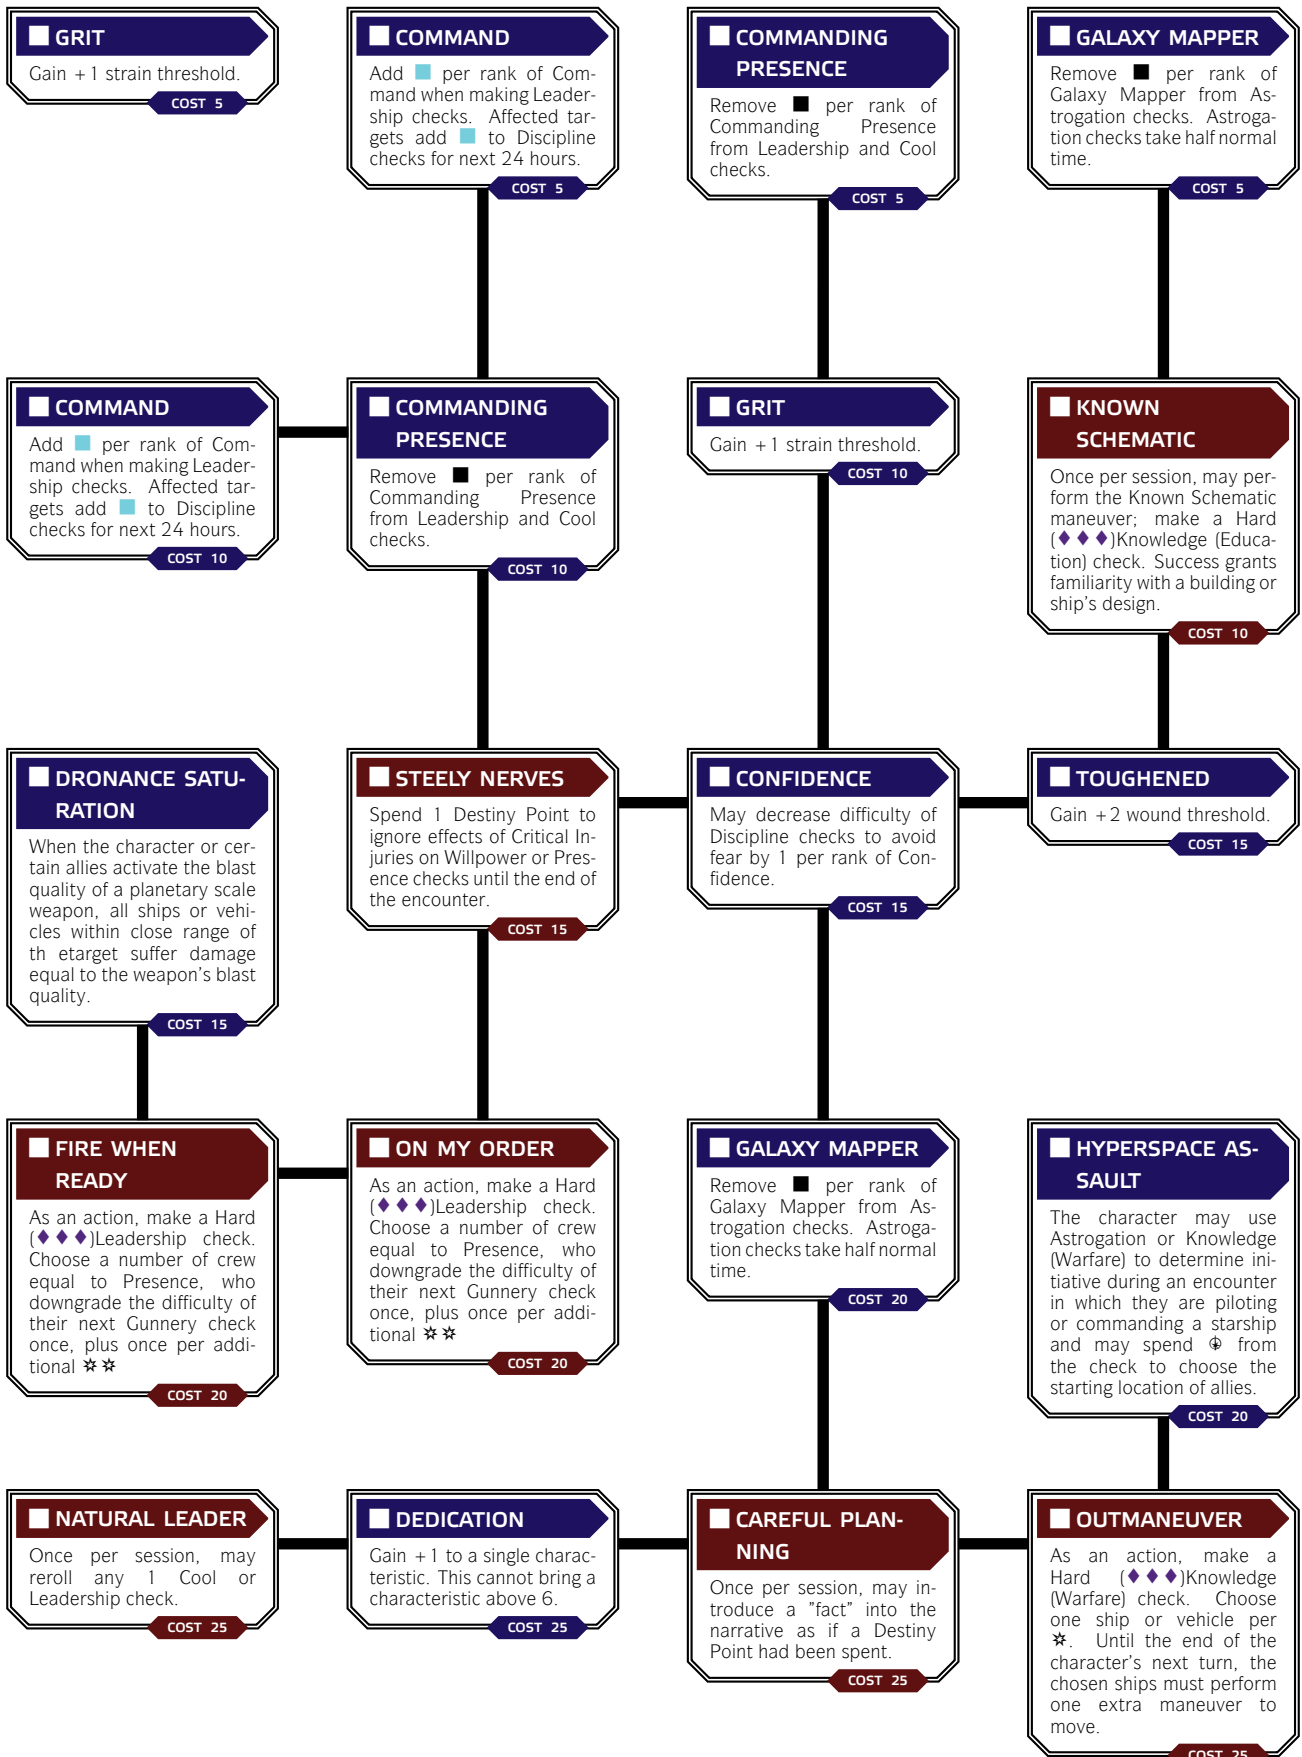 GRIT
Gain +1 strain threshold.
COST 5
COMMAND
Add per rank of Com-
mand when making Leader-
ship checks. Affected tar-
gets add to Discipline
checks for next 24 hours.
COST 5
COMMANDING
PRESENCE
Remove per rank of
Commanding Presence
from Leadership and Cool
checks.
COST 5
GALAXY MAPPER
Remove per rank of
Galaxy Mapper from As-
trogation checks. Astroga-
tion checks take half normal
time.
COST 5
COMMAND
Add per rank of Com-
mand when making Leader-
ship checks. Affected tar-
gets add to Discipline
checks for next 24 hours.
COST 10
COMMANDING
PRESENCE
Remove per rank of
Commanding Presence
from Leadership and Cool
checks.
COST 10
GRIT
Gain +1 strain threshold.
COST 10
KNOWN
SCHEMATIC
Once per session, may per-
form the Known Schematic
maneuver; make a Hard
(♦♦♦)Knowledge (Educa-
tion) check. Success grants
familiarity with a building or
ship's design.
COST 10
DRONANCE SATU-
RATION
When the character or cer-
tain allies activate the blast
quality of a planetary scale
weapon, all ships or vehi-
cles within close range of
th etarget suffer damage
equal to the weapon's blast
quality.
COST 15
STEELY NERVES
Spend 1 Destiny Point to
ignore effects of Critical In-
juries on Willpower or Pres-
ence checks until the end of
the encounter.
COST 15
CONFIDENCE
May decrease difficulty of
Discipline checks to avoid
fear by 1 per rank of Con-
fidence.
COST 15
TOUGHENED
Gain +2 wound threshold.
COST 15
FIRE WHEN
READY
As an action, make a Hard
(♦♦♦)Leadership check.
Choose a number of crew
equal to Presence, who
downgrade the difficulty of
their next Gunnery check
once, plus once per addi-
tional
COST 20
ON MY ORDER
As an action, make a Hard
(♦♦♦)Leadership check.
Choose a number of crew
equal to Presence, who
downgrade the difficulty of
their next Gunnery check
once, plus once per addi-
tional
COST 20
GALAXY MAPPER
Remove per rank of
Galaxy Mapper from As-
trogation checks. Astroga-
tion checks take half normal
time.
COST 20
HYPERSPACE AS-
SAULT
The character may use
Astrogation or Knowledge
(Warfare) to determine ini-
tiative during an encounter
in which they are piloting
or commanding a starship
and may spend from
the check to choose the
starting location of allies.
COST 20
NATURAL LEADER
Once per session, may
reroll any 1 Cool or
Leadership check.
COST 25
DEDICATION
Gain +1 to a single charac-
teristic. This cannot bring a
characteristic above 6.
COST 25
CAREFUL PLAN-
NING
Once per session, may in-
troduce a "fact" into the
narrative as if a Destiny
Point had been spent.
COST 25
OUTMANEUVER
As an action, make a
Hard (♦♦♦)Knowledge
(Warfare) check. Choose
one ship or vehicle per
. Until the end of the
character's next turn, the
chosen ships must perform
one extra maneuver to
move.
COST 25